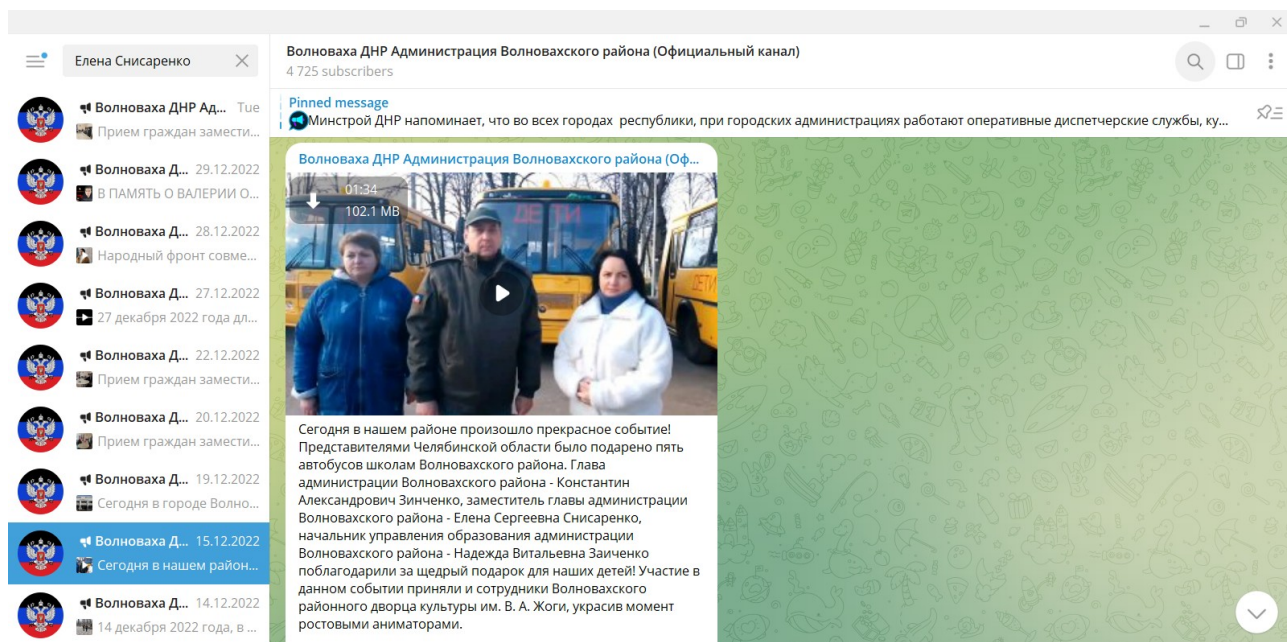 Елена Снисаренко
Волноваха ДНР Ад... Tue
Прием граждан замести...
Волноваха Д... 29.12.2022
В ПАМЯТЬ О ВАЛЕРИИ О...
Волноваха Д... 28.12.2022
Народный фронт совме...
Волноваха Д... 27.12.2022
27 декабря 2022 года дл...
Волноваха Д... 22.12.2022
Прием граждан замести...
Волноваха Д... 20.12.2022
Прием граждан замести...
Волноваха Д... 19.12.2022
Сегодня в городе Волно...
Волноваха Д... 15.12.2022
Сегодня в нашем район...
Волноваха Д... 14.12.2022
14 декабря 2022 года, в ...
Волноваха ДНР Администрация Волновахского района (Официальный канал)
4 725 subscribers
Pinned message
Минстрой ДНР напоминает, что во всех городах республики, при городских администрациях работают оперативные диспетчерские службы, ку...
Волноваха ДНР Администрация Волновахского района (Оф...
01:34
102.1 MB
ДЕТИ
ДЕТИ
Сегодня в нашем районе произошло прекрасное событие!
Представителями Челябинской области было подарено пять
автобусов школам Волновахского района. Глава
администрации Волновахского района - Константин
Александрович Зинченко, заместитель главы администрации
Волновахского района - Елена Сергеевна Снисаренко,
начальник управления образования администрации
Волновахского района - Надежда Витальевна Заиченко
поблагодарили за щедрый подарок для наших детей! Участие в
данном событии приняли и сотрудники Волновахского
районного дворца культуры им. В. А. Жоги, украсив момент
ростовыми аниматорами.